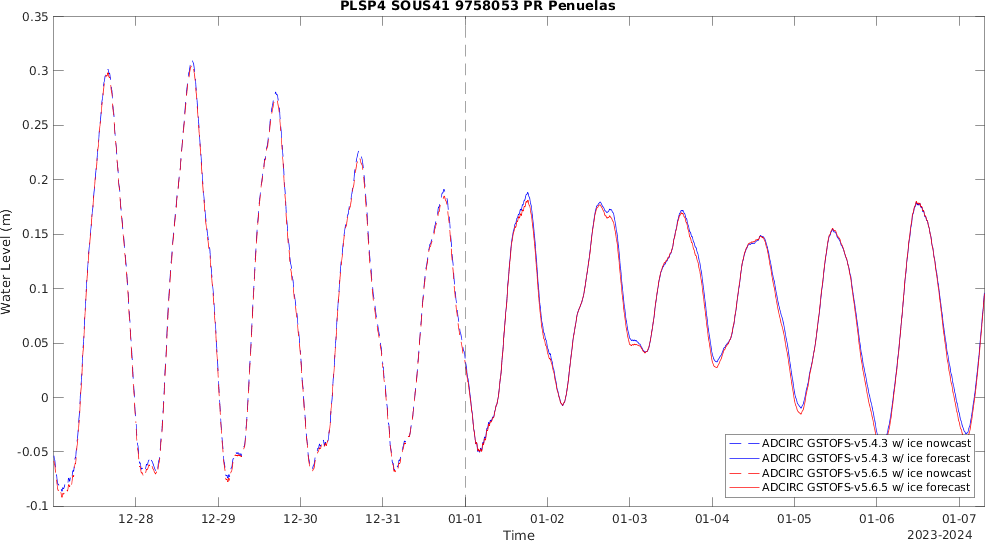 PLSP4 SOUS41 9758053 PR Penuelas
0.35
0.3
0.25
0.2
0.15
0.1
0.05
0
-0.05
-0.1
Water Level (m)
ADCIRC GSTOFS-v5.4.3 w/ ice nowcast
ADCIRC GSTOFS-v5.4.3 w/ ice forecast
ADCIRC GSTOFS-v5.6.5 w/ ice nowcast
ADCIRC GSTOFS-v5.6.5 w/ ice forecast
12-28 12-29 12-30 12-31 01-01 01-02 01-03 01-04 01-05 01-06 01-07
Time
2023-2024